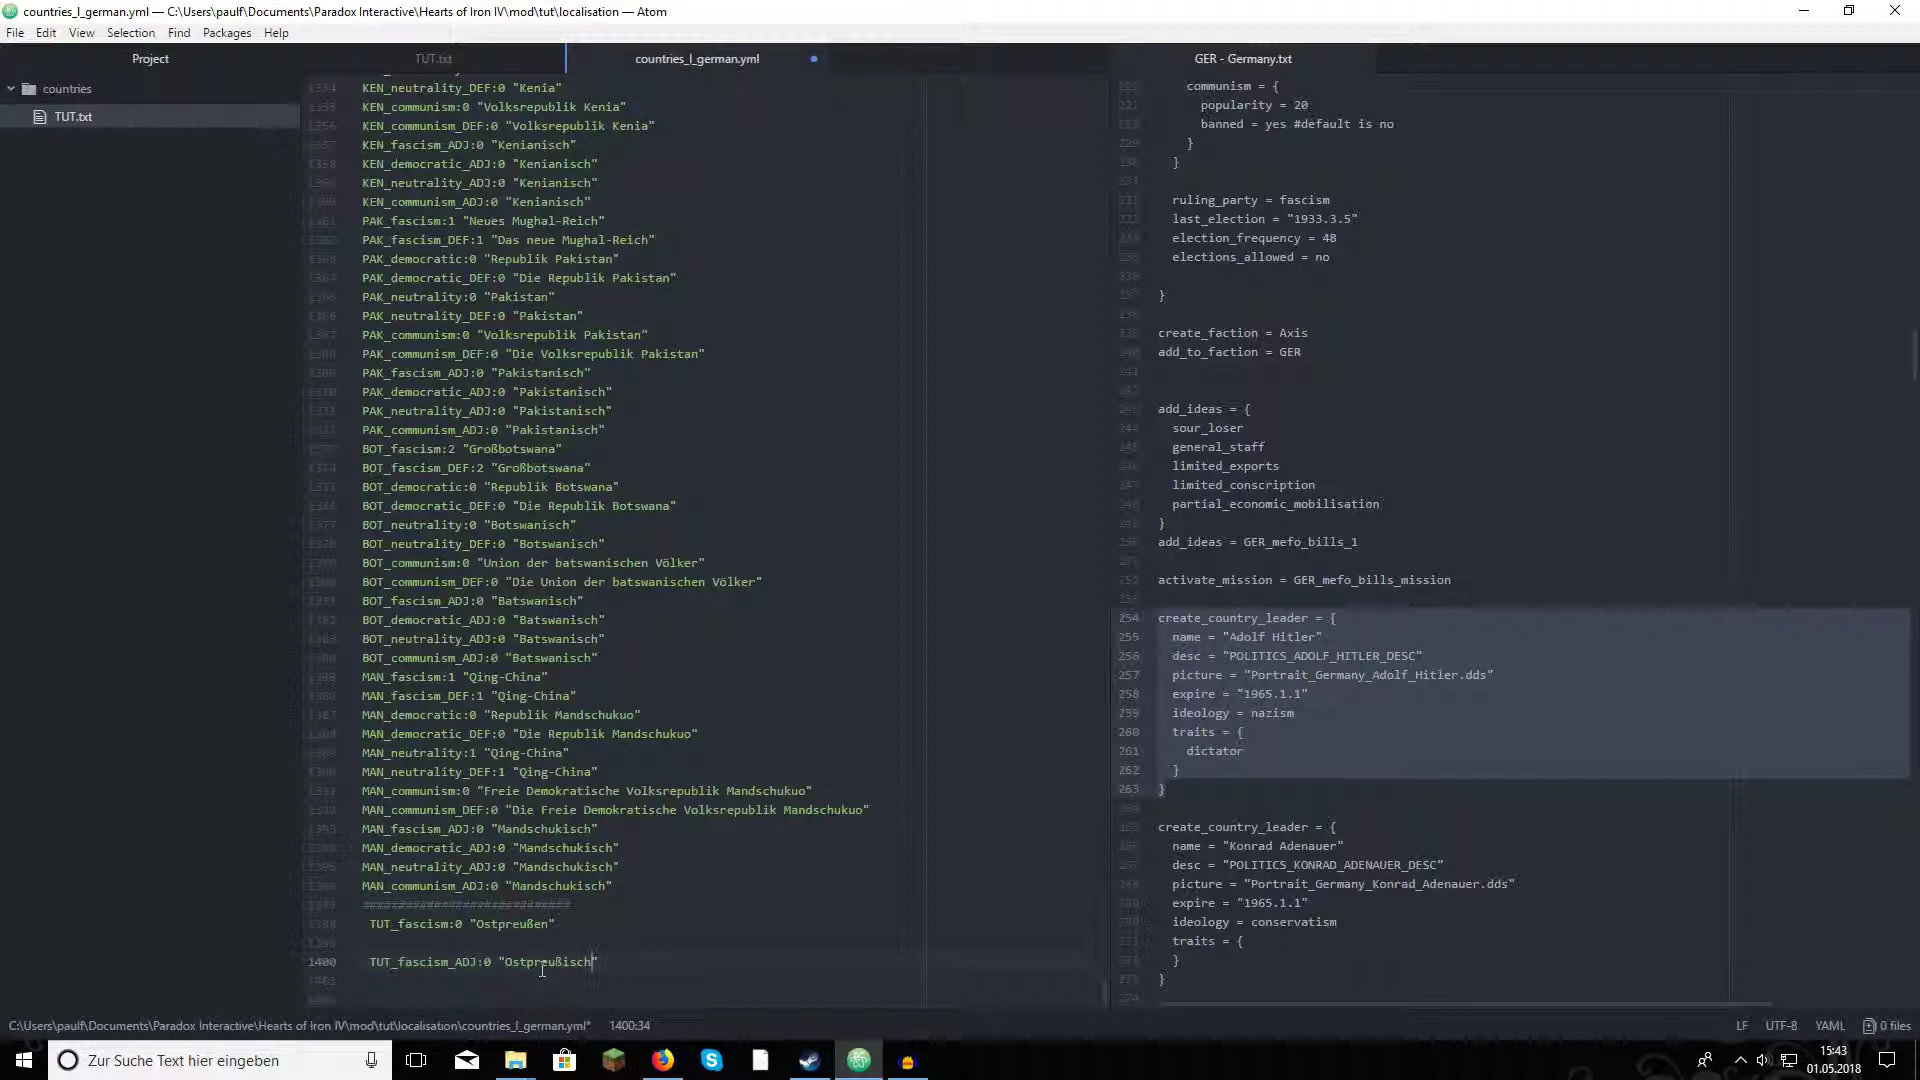 countries_l_german.yml — C:\Users\paulf\Documents\Paradox Interactive\Hearts of Iron IV\mod\tut\localisation — Atom
File Edit View Selection Find Packages Help
Project
TUT.txt
countries_l_german.yml
GER - Germany.txt
countries
TUT.txt
KEN_neutrality_DEF:0 "Kenia"
KEN_communism:0 "Volksrepublik Kenia"
KEN_communism_DEF:0 "Volksrepublik Kenia"
KEN_fascism_ADJ:0 "Kenianisch"
KEN_democratic_ADJ:0 "Kenianisch"
KEN_neutrality_ADJ:0 "Kenianisch"
KEN_communism_ADJ:0 "Kenianisch"
PAK_fascism:1 "Neues Mughal-Reich"
PAK_fascism_DEF:1 "Das neue Mughal-Reich"
PAK_democratic:0 "Republik Pakistan"
PAK_democratic_DEF:0 "Die Republik Pakistan"
PAK_neutrality:0 "Pakistan"
PAK_neutrality_DEF:0 "Pakistan"
PAK_communism:0 "Volksrepublik Pakistan"
PAK_communism_DEF:0 "Die Volksrepublik Pakistan"
PAK_fascism_ADJ:0 "Pakistanisch"
PAK_democratic_ADJ:0 "Pakistanisch"
PAK_neutrality_ADJ:0 "Pakistanisch"
PAK_communism_ADJ:0 "Pakistanisch"
BOT_fascism:2 "Großbotswana"
BOT_fascism_DEF:2 "Großbotswana"
BOT_democratic:0 "Republik Botswana"
BOT_democratic_DEF:0 "Die Republik Botswana"
BOT_neutrality:0 "Botswanisch"
BOT_neutrality_DEF:0 "Botswanisch"
BOT_communism:0 "Union der batswanischen Völker"
BOT_communism_DEF:0 "Die Union der batswanischen Völker"
BOT_fascism_ADJ:0 "Batswanisch"
BOT_democratic_ADJ:0 "Batswanisch"
BOT_neutrality_ADJ:0 "Batswanisch"
BOT_communism_ADJ:0 "Batswanisch"
MAN_fascism:1 "Qing-China"
MAN_fascism_DEF:1 "Qing-China"
MAN_democratic:0 "Republik Mandschukuo"
MAN_democratic_DEF:0 "Die Republik Mandschukuo"
MAN_neutrality:1 "Qing-China"
MAN_neutrality_DEF:1 "Qing-China"
MAN_communism:0 "Freie Demokratische Volksrepublik Mandschukuo"
MAN_communism_DEF:0 "Die Freie Demokratische Volksrepublik Mandschukuo"
MAN_fascism_ADJ:0 "Mandschukisch"
MAN_democratic_ADJ:0 "Mandschukisch"
MAN_neutrality_ADJ:0 "Mandschukisch"
MAN_communism_ADJ:0 "Mandschukisch"
TUT_fascism:0 "Ostpreußen"
1400 TUT_fascism_ADJ:0 "Ostpreußisch"
communism = {
popularity = 20
banned = yes #default is no
}
}
ruling_party = fascism
last_election = "1933.3.5"
election_frequency = 48
elections_allowed = no
}
create_faction = Axis
add_to_faction = GER
add_ideas = {
sour_loser
general_staff
limited_exports
limited_conscription
partial_economic_mobilisation
}
add_ideas = GER_mefo_bills_1
activate_mission = GER_mefo_bills_mission
254 create_country_leader = {
255 name = "Adolf Hitler"
256 desc = "POLITICS_ADOLF_HITLER_DESC"
257 picture = "Portrait_Germany_Adolf_Hitler.dds"
258 expire = "1965.1.1"
259 ideology = nazism
260 traits = {
261 dictator
262 }
263 }
create_country_leader = {
name = "Konrad Adenauer"
desc = "POLITICS_KONRAD_ADENAUER_DESC"
picture = "Portrait_Germany_Konrad_Adenauer.dds"
expire = "1965.1.1"
ideology = conservatism
traits = {
}
}
C:\Users\paulf\Documents\Paradox Interactive\Hearts of Iron IV\mod\tut\localisation\countries_l_german.yml* 1400:34
LF UTF-8 YAML 0 files
Zur Suche Text hier eingeben
15:43
01.05.2018